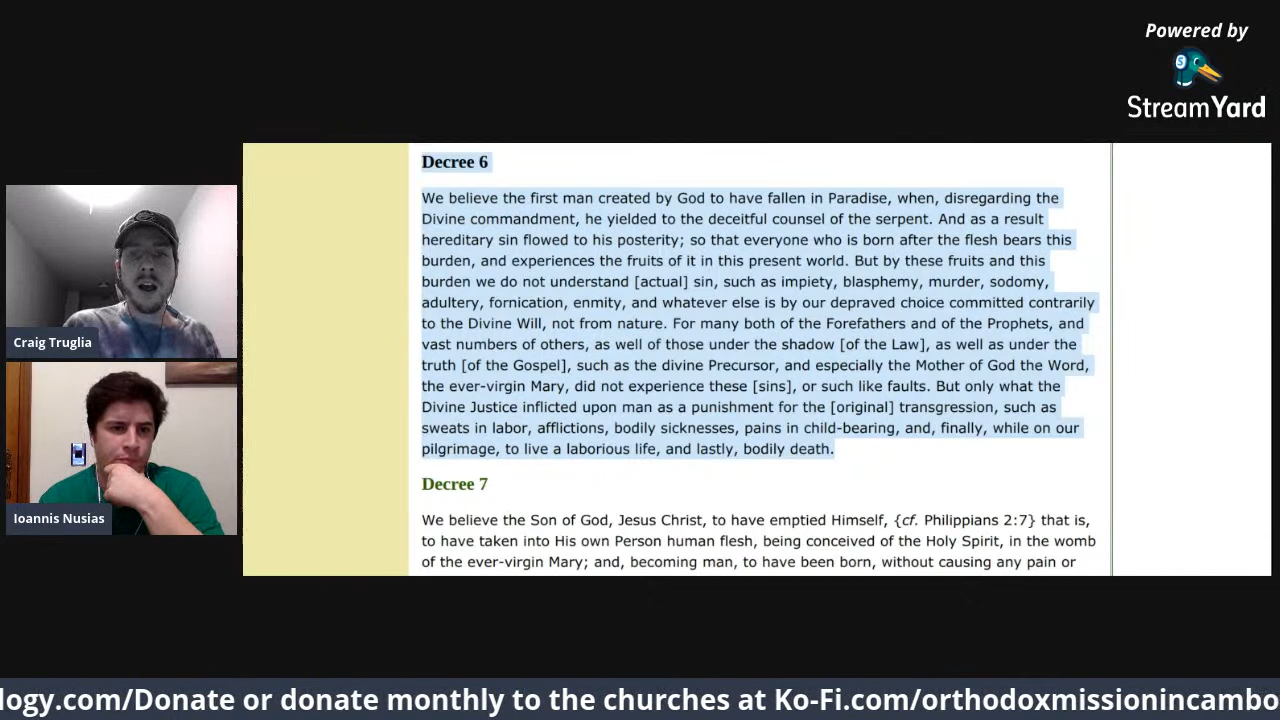 Powered by
StreamYard
Decree 6
We believe the first man created by God to have fallen in Paradise, when, disregarding the
Divine commandment, he yielded to the deceitful counsel of the serpent. And as a result
hereditary sin flowed to his posterity; so that everyone who is born after the flesh bears this
burden, and experiences the fruits of it in this present world. But by these fruits and this
burden we do not understand [actual] sin, such as impiety, blasphemy, murder, sodomy,
adultery, fornication, enmity, and whatever else is by our depraved choice committed contrarily
to the Divine Will, not from nature. For many both of the Forefathers and of the Prophets, and
vast numbers of others, as well of those under the shadow [of the Law], as well as under the
truth [of the Gospel], such as the divine Precursor, and especially the Mother of God the Word,
the ever-virgin Mary, did not experience these [sins], or such like faults. But only what the
Divine Justice inflicted upon man as a punishment for the [original] transgression, such as
sweats in labor, afflictions, bodily sicknesses, pains in child-bearing, and, finally, while on our
pilgrimage, to live a laborious life, and lastly, bodily death.
Decree 7
We believe the Son of God, Jesus Christ, to have emptied Himself, {cf. Philippians 2:7} that is,
to have taken into His own Person human flesh, being conceived of the Holy Spirit, in the womb
of the ever-virgin Mary; and, becoming man, to have been born, without causing any pain or
Craig Truglia
Ioannis Nusias
logy.com/Donate or donate monthly to the churches at Ko-Fi.com/orthodoxmissionincambo